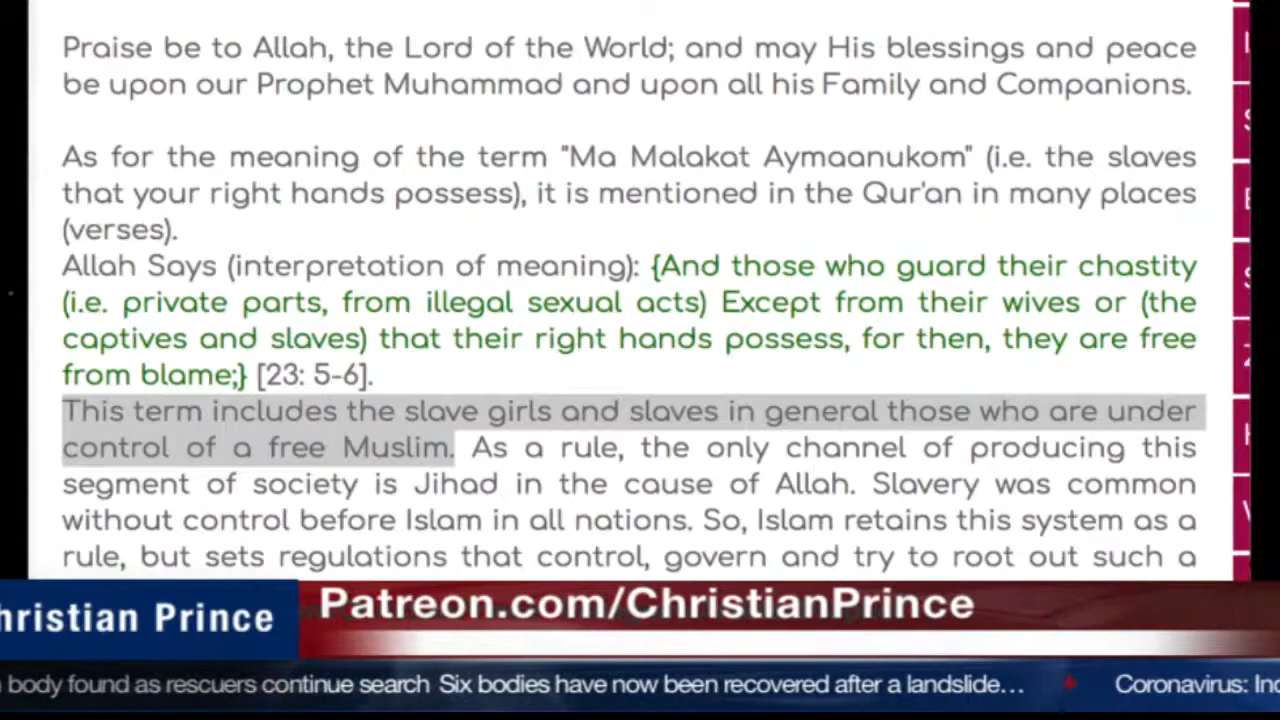 Praise be to Allah, the Lord of the World; and may His blessings and peace
be upon our Prophet Muhammad and upon all his Family and Companions.
As for the meaning of the term "Ma Malakat Aymaanukom" (i.e. the slaves
that your right hands possess), it is mentioned in the Qur'an in many places
(verses).
Allah Says (interpretation of meaning): {And those who guard their chastity
(i.e. private parts, from illegal sexual acts) Except from their wives or (the
captives and slaves) that their right hands possess, for then, they are free
from blame;} [23: 5-6].
This term includes the slave girls and slaves in general those who are under
control of a free Muslim. As a rule, the only channel of producing this
segment of society is Jihad in the cause of Allah. Slavery was common
without control before Islam in all nations. So, Islam retains this system as a
rule, but sets regulations that control, govern and try to root out such a
hristian Prince
Patreon.com/ChristianPrince
body found as rescuers continue search Six bodies have now been recovered after a landslide...
Coronavirus: Inc